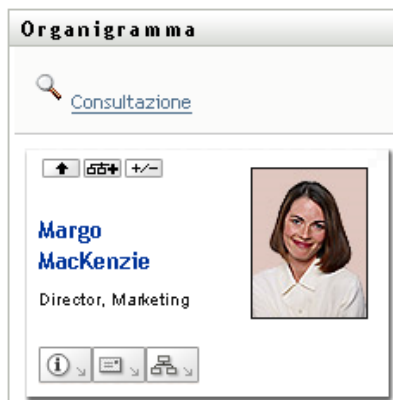 Organigramma
Consultazione
+/-
Margo
MacKenzie
Director, Marketing